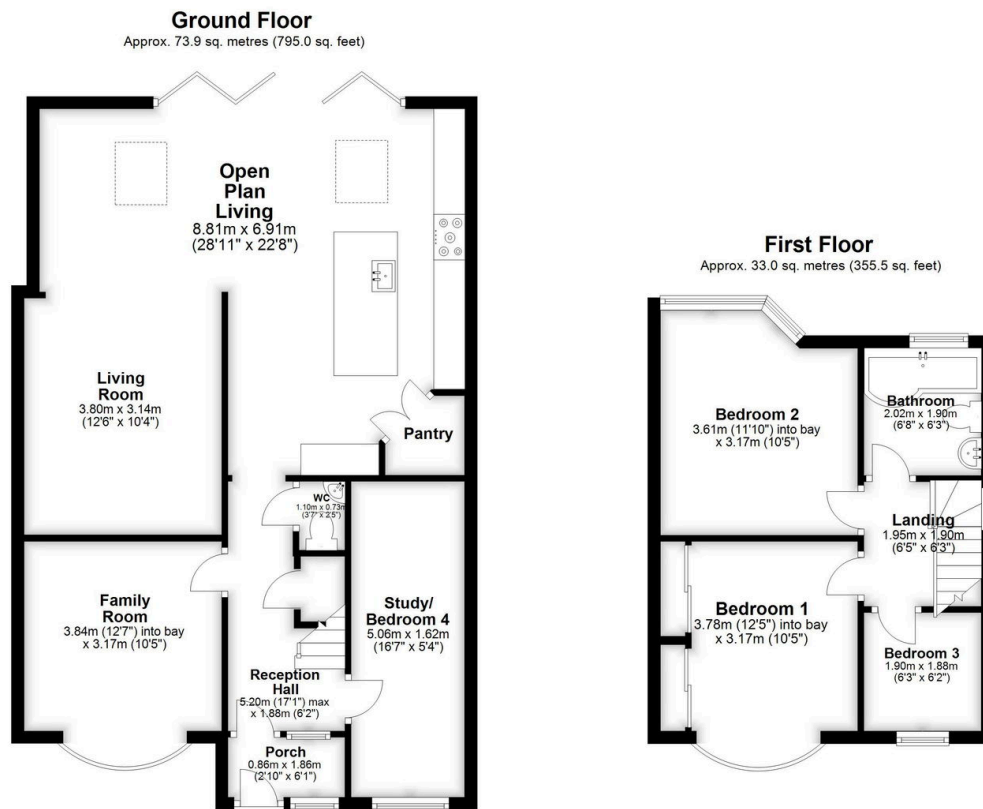 Ground Floor
Approx. 73.9 sq. metres (795.0 sq. feet)
Open
Plan
Living
8.81m x 6.91m
(28'11" x 22'8")
Living
Room
3.80m x 3.14m
(12'6" x 10'4")
Pantry
WC
1.10m x 0.73m
(3'7" x 2'5")
Family
Room
3.84m (12'7") into bay
x 3.17m (10'5")
Study/
Bedroom 4
5.06m x 1.62m
(16'7" x 5'4")
Reception
Hall
5.20m (17'1") max
x 1.88m (6'2")
Porch
0.86m x 1.86m
(2'10" x 6'1")
First Floor
Approx. 33.0 sq. metres (355.5 sq. feet)
Bedroom 2
3.61m (11'10") into bay
x 3.17m (10'5")
Bathroom
2.02m x 1.90m
(6'8" x 6'3")
Landing
1.95m x 1.90m
(6'5" x 6'3")
Bedroom 1
3.78m (12'5") into bay
x 3.17m (10'5")
Bedroom 3
1.90m x 1.88m
(6'3" x 6'2")